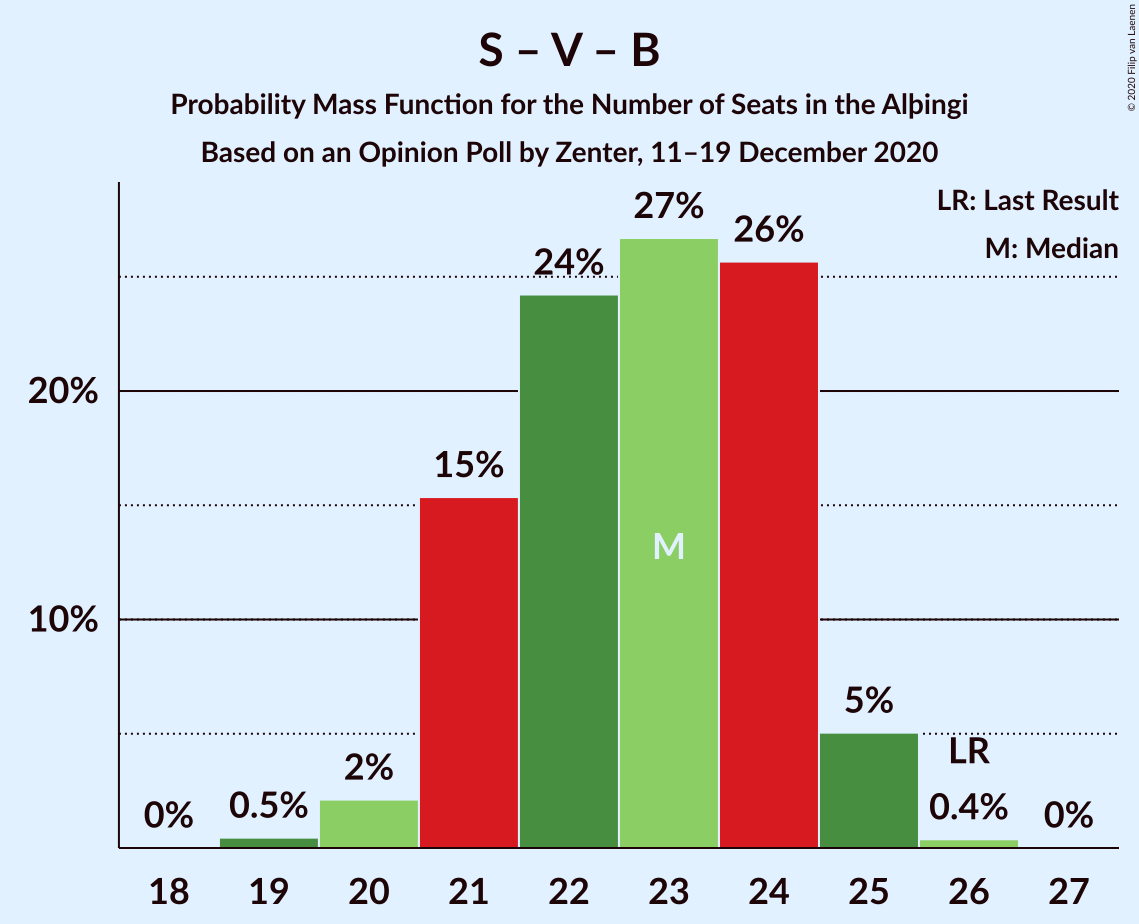 S – V – B
Probability Mass Function for the Number of Seats in the Alþingi
Based on an Opinion Poll by Zenter, 11–19 December 2020
© 2020 Filip van Laenen
LR: Last Result
M: Median
27%
26%
24%
20%
15%
M
10%
5%
LR
2%
0.5%
0.4%
0%
0%
18 19 20 21 22 23 24 25 26 27